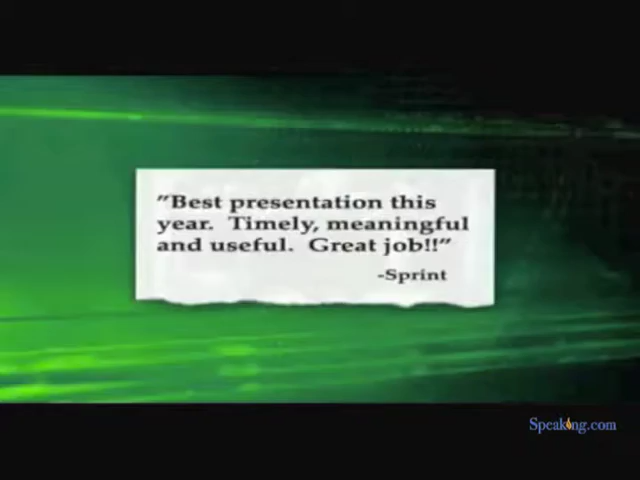 "Best presentation this
year. Timely, meaningful
and useful. Great job!!"
-Sprint
Speaking.com